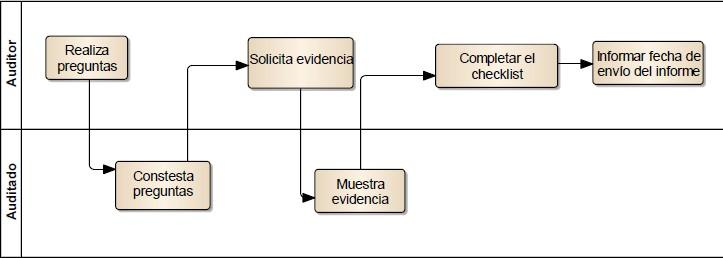 Auditor
Realiza
preguntas
Solicita evidencia
Completar el
checklist
Informar fecha de
envío del informe
Auditado
Constesta
preguntas
Muestra
evidencia